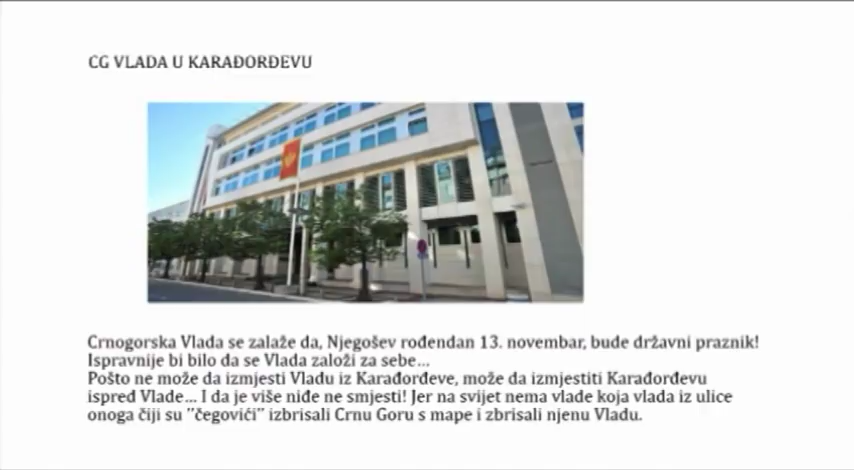 CG VLADA U KARAĐORĐEVU
Crnogorska Vlada se zalaže da, Njegošev rođendan 13. novembar, bude državni praznik!
Ispravnije bi bilo da se Vlada založi za sebe...
Pošto ne može da izmjesti Vladu iz Karađorđeve, može da izmjestiti Karađorđevu
ispred Vlade... I da je više niđe ne smjesti! Jer na svijet nema vlade koja vlada iz ulice
onoga čiji su "čegovići" izbrisali Crnu Goru s mape i zbrisali njenu Vladu.